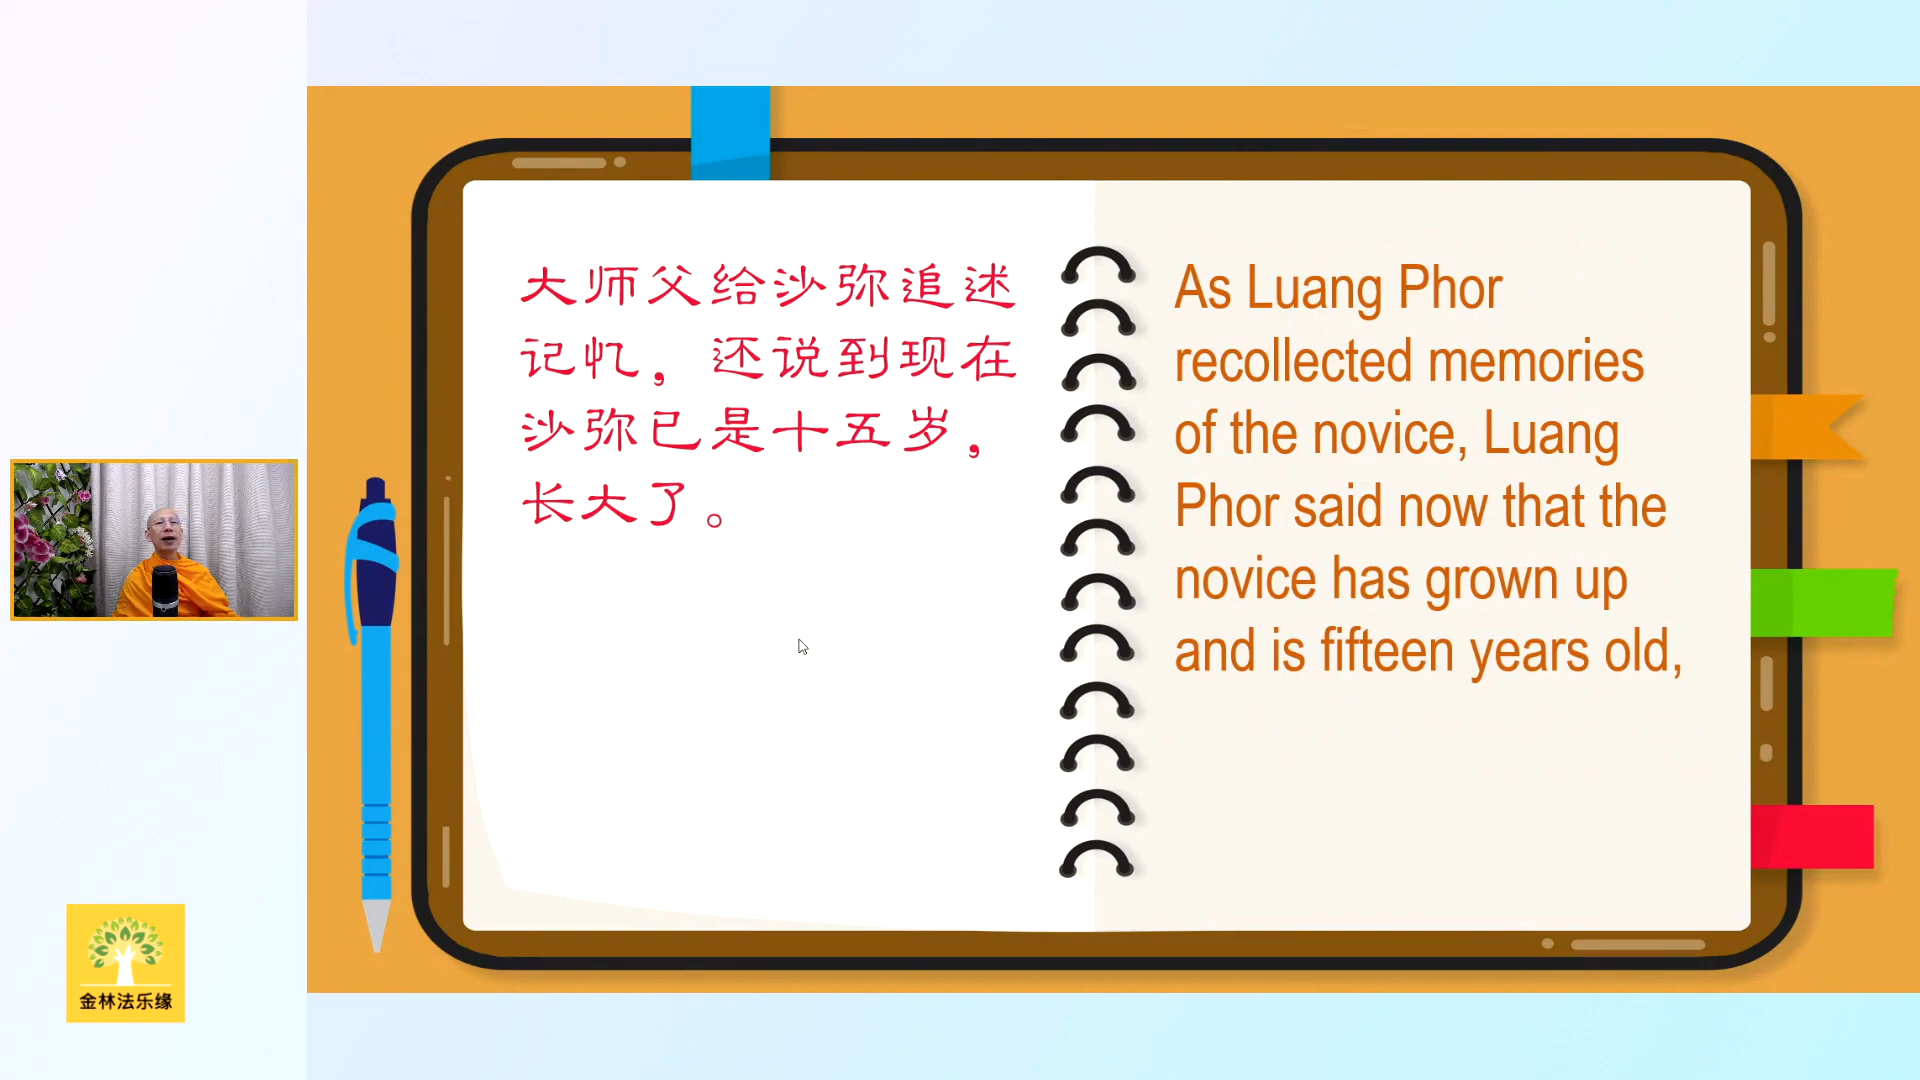 大师父给沙弥追述
记忆，还说到现在
沙弥已是十五岁，
长大了。
As Luang Phor
recollected memories
of the novice, Luang
Phor said now that the
novice has grown up
and is fifteen years old,
金林法乐缘